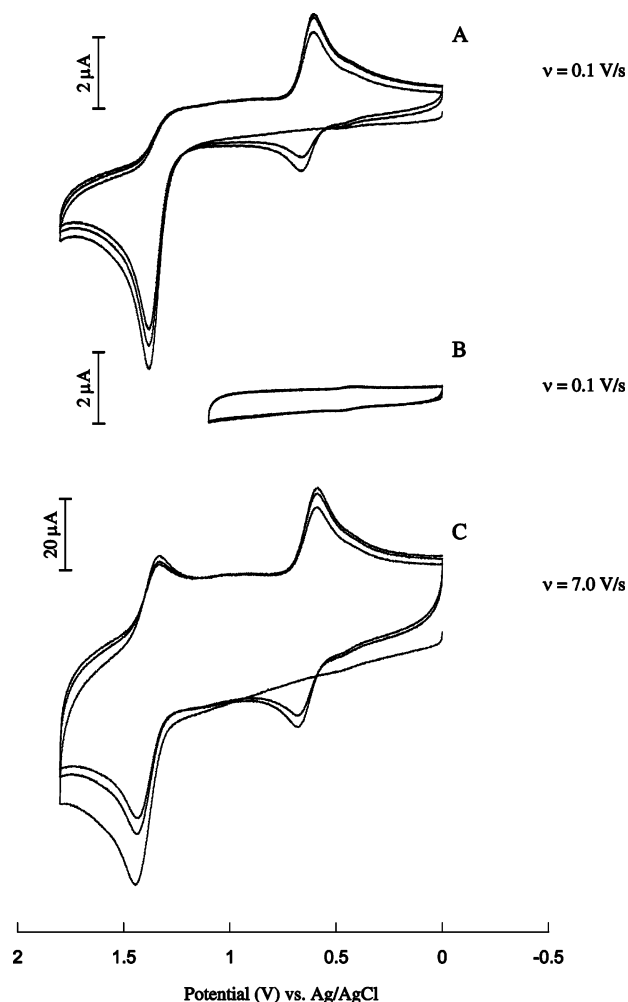 A
2 µA
ν = 0.1 V/s
B
2 µA
ν = 0.1 V/s
C
20 µA
ν = 7.0 V/s
2 1.5 1 0.5 0 -0.5
Potential (V) vs. Ag/AgCl